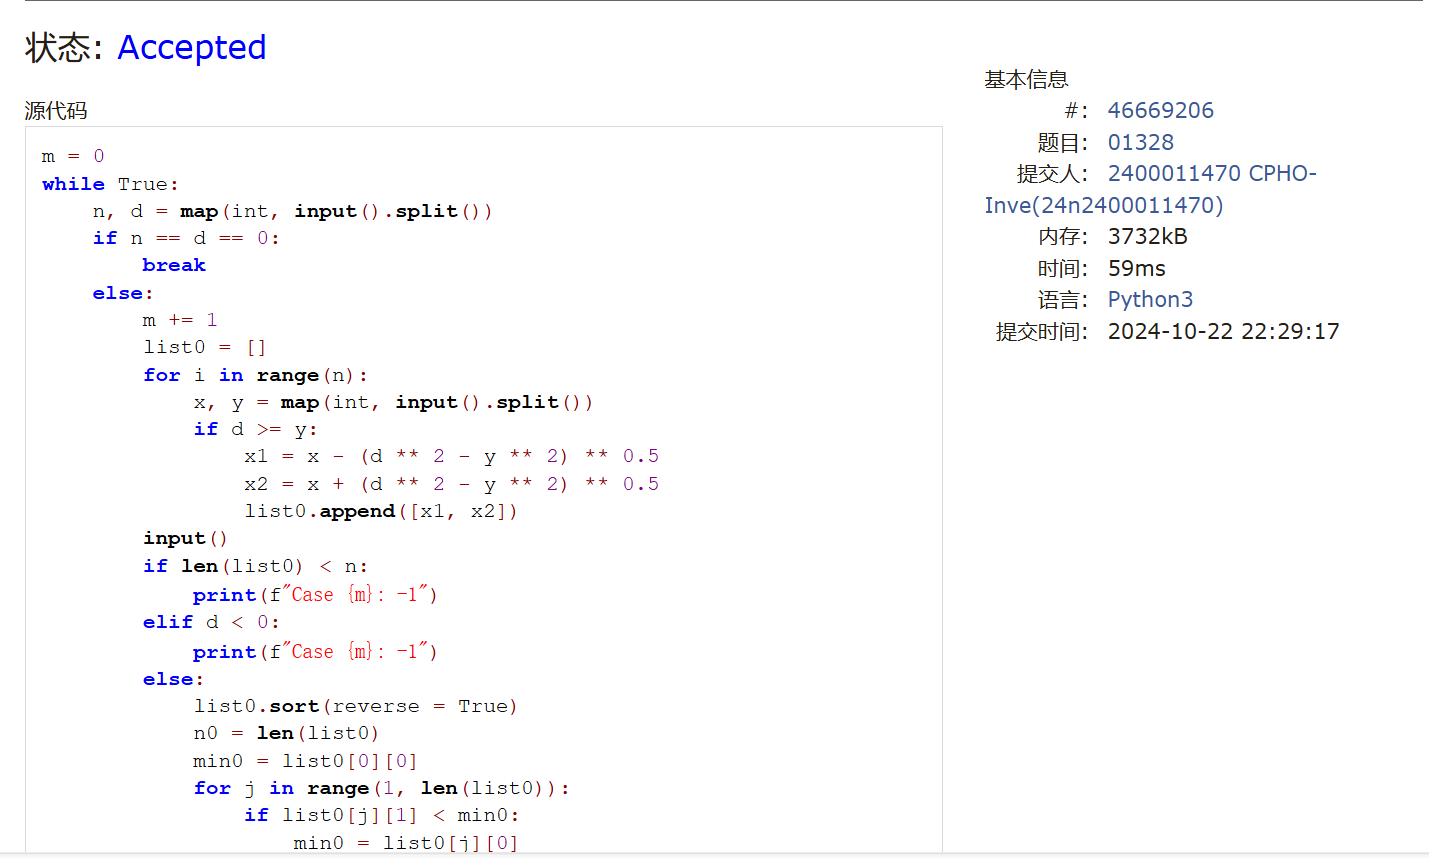 状态: Accepted
源代码
m = 0
while True:
    n, d = map(int, input().split())
    if n == d == 0:
        break
    else:
        m += 1
        list0 = []
        for i in range(n):
            x, y = map(int, input().split())
            if d >= y:
                x1 = x - (d ** 2 - y ** 2) ** 0.5
                x2 = x + (d ** 2 - y ** 2) ** 0.5
                list0.append([x1, x2])
        input()
        if len(list0) < n:
            print(f"Case {m}: -1")
        elif d < 0:
            print(f"Case {m}: -1")
        else:
            list0.sort(reverse = True)
            n0 = len(list0)
            min0 = list0[0][0]
            for j in range(1, len(list0)):
                if list0[j][1] < min0:
                    min0 = list0[j][0]
基本信息
#: 46669206
题目: 01328
提交人: 2400011470 CPHO-
Inve(24n2400011470)
内存: 3732kB
时间: 59ms
语言: Python3
提交时间: 2024-10-22 22:29:17